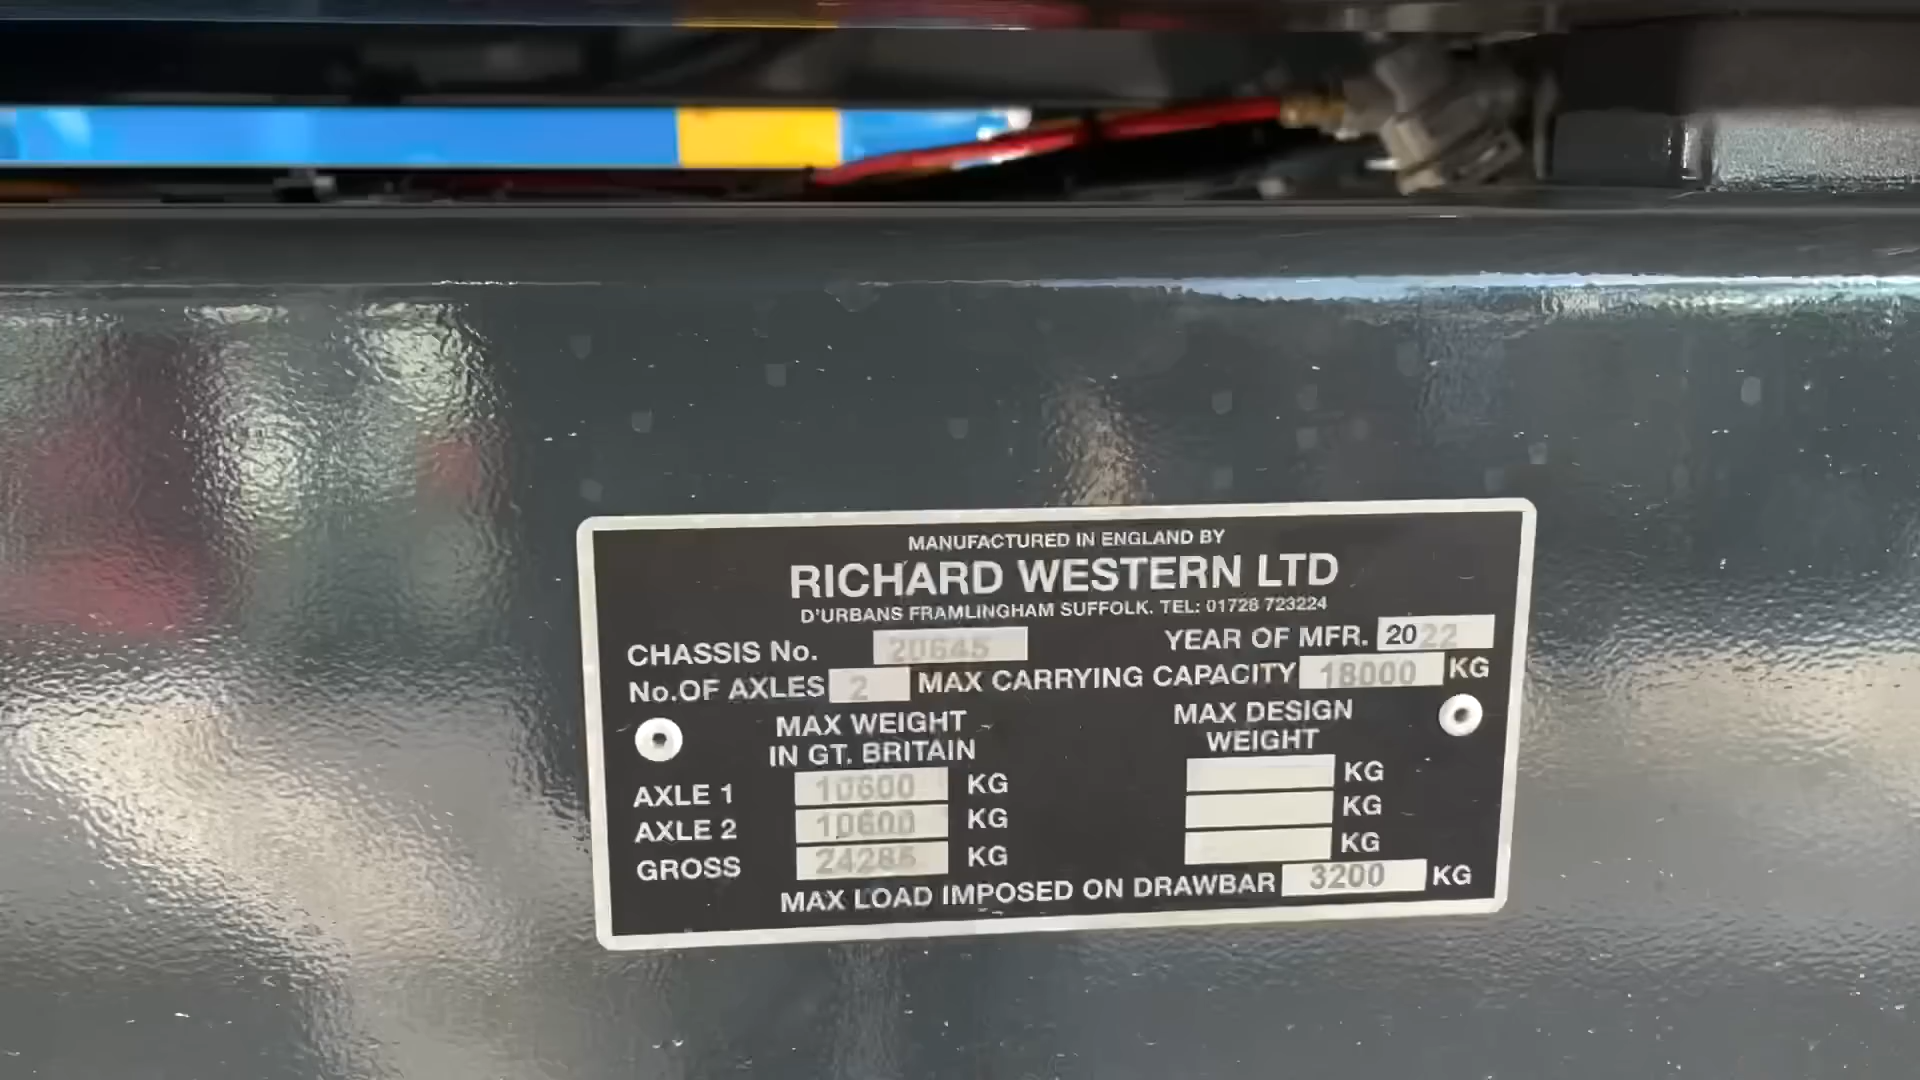 MANUFACTURED IN ENGLAND BY
RICHARD WESTERN LTD
D'URBANS FRAMLINGHAM SUFFOLK. TEL: 01728 723224
CHASSIS No. 20645 YEAR OF MFR. 2022
No.OF AXLES 2 MAX CARRYING CAPACITY 18000 KG
MAX WEIGHT IN GT. BRITAIN
MAX DESIGN WEIGHT
AXLE 1 10600 KG KG
AXLE 2 10600 KG KG
GROSS KG KG
MAX LOAD IMPOSED ON DRAWBAR 3200 KG